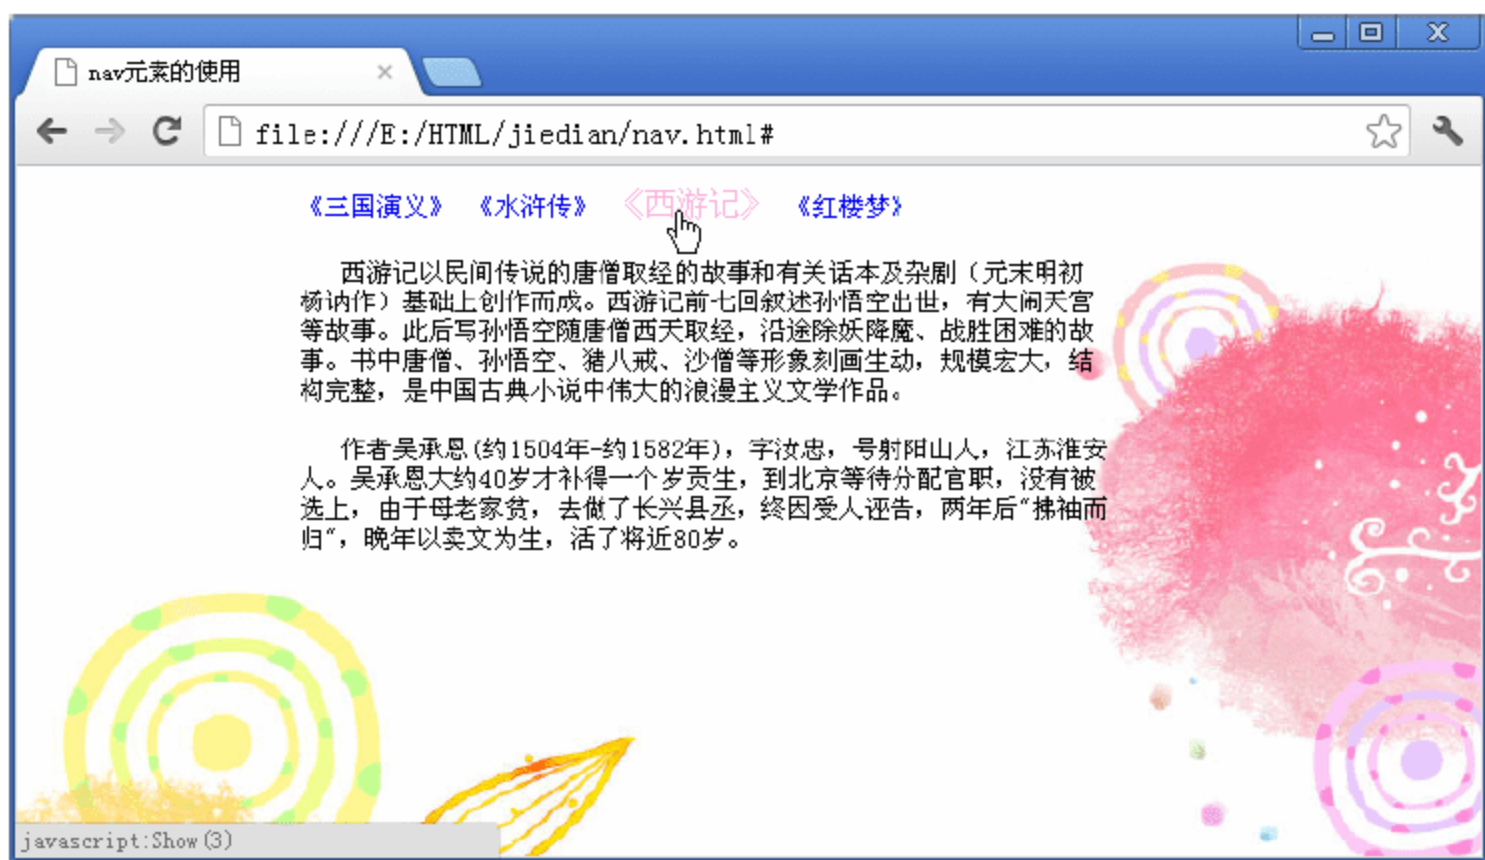 nav元素的使用
file:///E:/HTML/jiedian/nav.html#
《三国演义》 《水浒传》 《西游记》 《红楼梦》
西游记以民间传说的唐僧取经的故事和有关话本及杂剧（元末明初
杨讷作）基础上创作而成。西游记前七回叙述孙悟空出世，有大闹天宫
等故事。此后写孙悟空随唐僧西天取经，沿途除妖降魔、战胜困难的故
事。书中唐僧、孙悟空、猪八戒、沙僧等形象刻画生动，规模宏大，结
构完整，是中国古典小说中伟大的浪漫主义文学作品。
作者吴承恩(约1504年-约1582年)，字汝忠，号射阳山人，江苏淮安
人。吴承恩大约40岁才补得一个岁贡生，到北京等待分配官职，没有被
选上，由于母老家贫，去做了长兴县丞，终因受人诬告，两年后"拂袖而
归"，晚年以卖文为生，活了将近80岁。
javascript:Show(3)